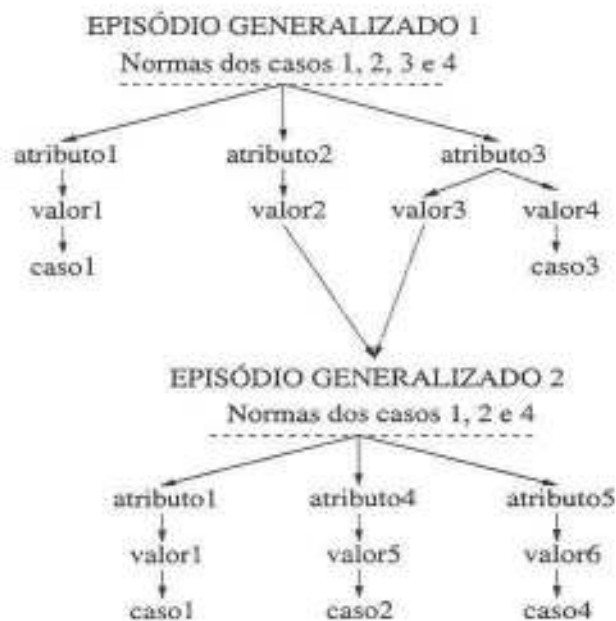 EPISÓDIO GENERALIZADO 1
Normas dos casos 1, 2, 3 e 4
atributo1 atributo2 atributo3
valor1 valor2 valor3 valor4
caso1 caso3
EPISÓDIO GENERALIZADO 2
Normas dos casos 1, 2 e 4
atributo1 atributo4 atributo5
valor1 valor5 valor6
caso1 caso2 caso4